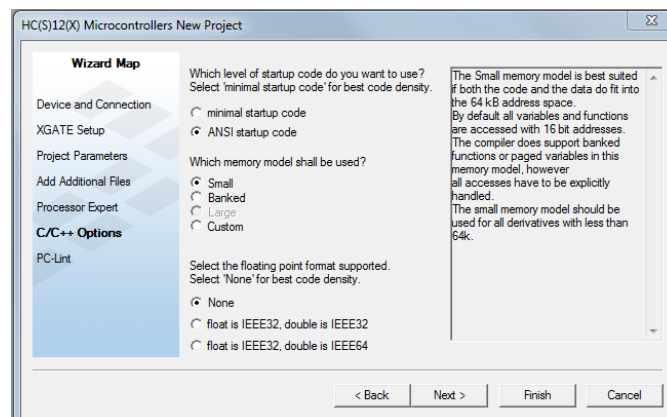 HC(S)12(X) Microcontrollers New Project
Wizard Map
Device and Connection
XGATE Setup
Project Parameters
Add Additional Files
Processor Expert
C/C++ Options
PC-Lint
Which level of startup code do you want to use?
Select 'minimal startup code' for best code density.
minimal startup code
ANSI startup code
Which memory model shall be used?
Small
Banked
Large
Custom
Select the floating point format supported.
Select 'None' for best code density.
None
float is IEEE32, double is IEEE32
float is IEEE32, double is IEEE64
The Small memory model is best suited
if both the code and the data do fit into
the 64 kB address space.
By default all variables and functions
are accessed with 16 bit addresses.
The compiler does support banked
functions or paged variables in this
memory model, however
all accesses have to be explicitly
handled.
The small memory model should be
used for all derivatives with less than
64k.
< Back
Next >
Finish
Cancel